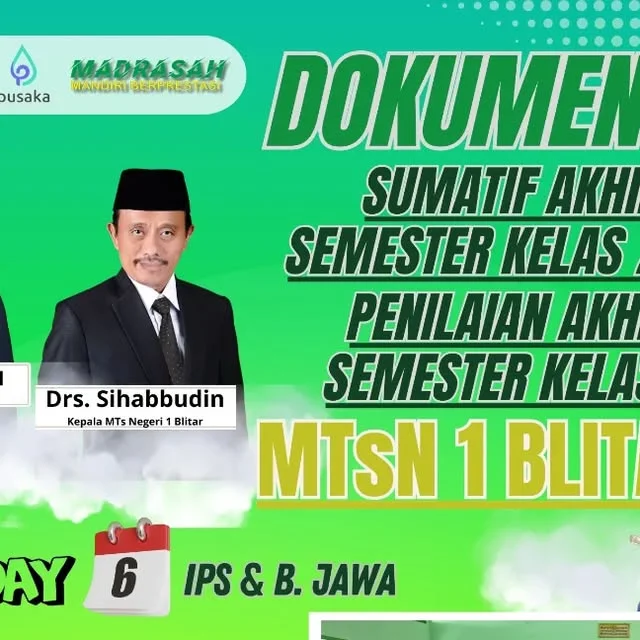 pusaka
MADRASAH
MANDIRI BERPRESTASI
DOKUMEN
SUMATIF AKHI
SEMESTER KELAS
PENILAIAN AKH
SEMESTER KELAS
MTsN 1 BLITA
Drs. Sihabbudin
Kepala MTs Negeri 1 Blitar
DAY
6
IPS & B. JAWA